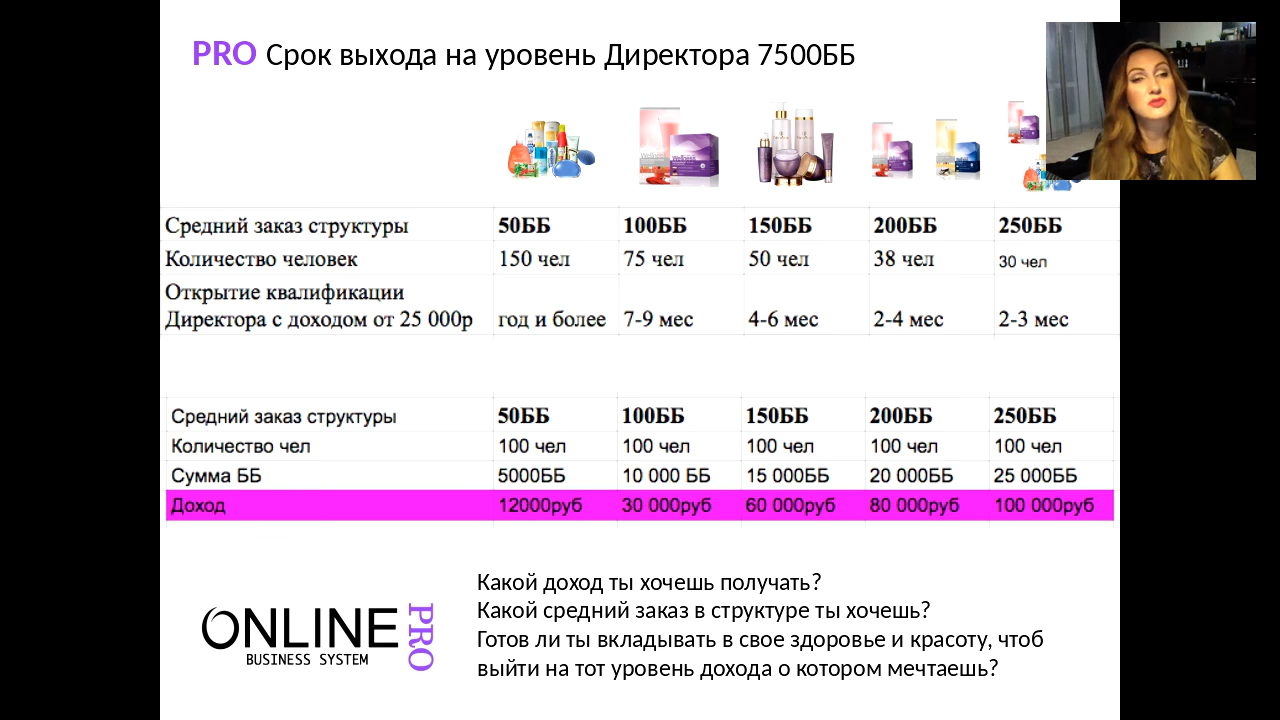 PRO Срок выхода на уровень Директора 7500ББ
Средний заказ структуры 50ББ 100ББ 150ББ 200ББ 250ББ
Количество человек 150 чел 75 чел 50 чел 38 чел 30 чел
Открытие квалификации
Директора с доходом от 25 000р год и более 7-9 мес 4-6 мес 2-4 мес 2-3 мес
Средний заказ структуры 50ББ 100ББ 150ББ 200ББ 250ББ
Количество чел 100 чел 100 чел 100 чел 100 чел 100 чел
Сумма ББ 5000ББ 10 000 ББ 15 000ББ 20 000ББ 25 000ББ
Доход 12000руб 30 000руб 60 000руб 80 000руб 100 000руб
Какой доход ты хочешь получать?
Какой средний заказ в структуре ты хочешь?
Готов ли ты вкладывать в свое здоровье и красоту, чтоб
выйти на тот уровень дохода о котором мечтаешь?
ONLINE PRO
BUSINESS SYSTEM